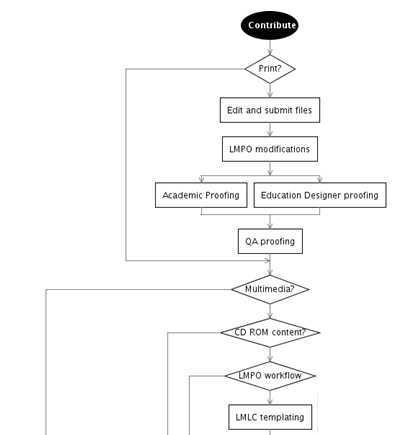 Contribute
Print?
Edit and submit files
LMPO modifications
Academic Proofing
Education Designer proofing
QA proofing
Multimedia?
CD ROM content?
LMPO workflow
LMLC templating